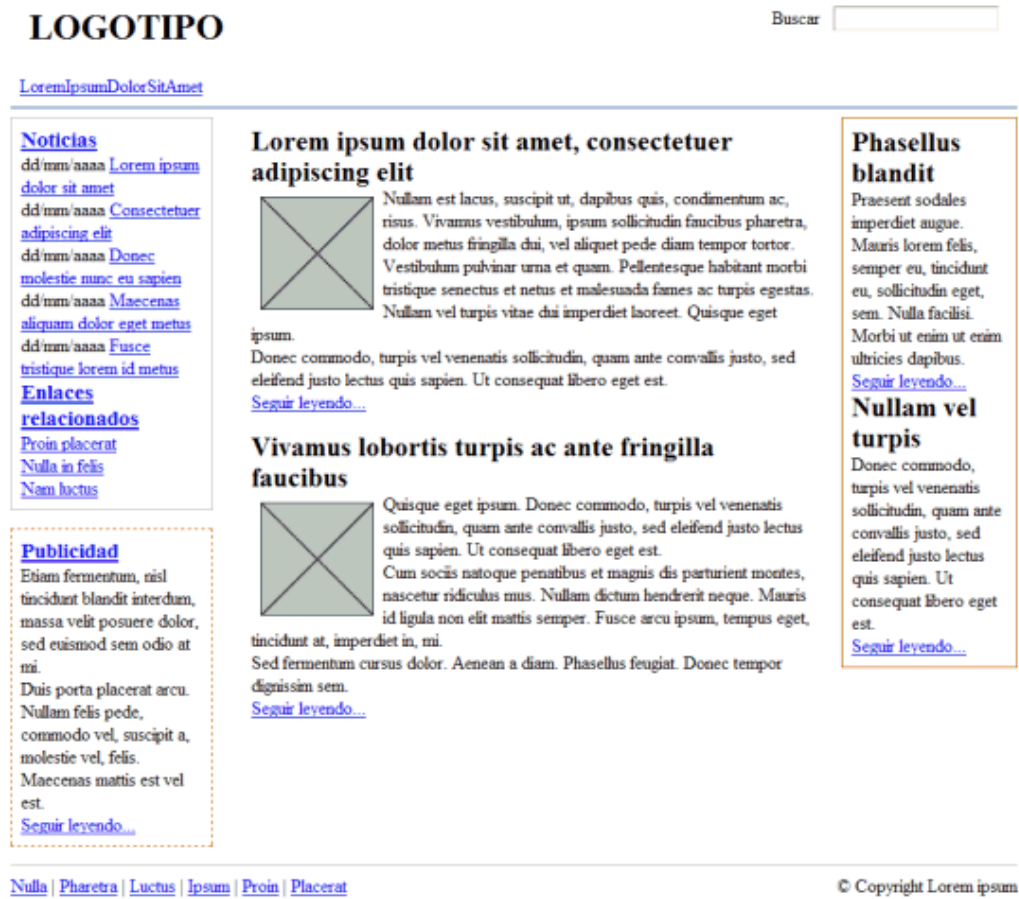 LOGOTIPO
Buscar
LoremIpsumDolorSitAmet
Noticias
dd/mm/aaaa Lorem ipsum
dolor sit amet
dd/mm/aaaa Consectetuer
adipiscing elit
dd/mm/aaaa Donec
molestie nunc eu sapien
dd/mm/aaaa Maecenas
aliquam dolor eget metus
dd/mm/aaaa Fusce
tristique lorem id metus
Enlaces
relacionados
Proin placerat
Nulla in felis
Nam luctus
Publicidad
Etiam fermentum, nisl
tincidunt blandit interdum,
massa velit posuere dolor,
sed euismod sem odio at
mi.
Duis porta placerat arcu.
Nullam felis pede,
commodo vel, suscipit a,
molestie vel, felis.
Maecenas mattis est vel
est.
Seguir leyendo...
Lorem ipsum dolor sit amet, consectetuer
adipiscing elit
Nullam est lacus, suscipit ut, dapibus quis, condimentum ac,
risus. Vivamus vestibulum, ipsum sollicitudin faucibus pharetra,
dolor metus fringilla dui, vel aliquet pede diam tempor tortor.
Vestibulum pulvinar urna et quam. Pellentesque habitant morbi
tristique senectus et netus et malesuada fames ac turpis egestas.
Nullam vel turpis vitae dui imperdiet laoreet. Quisque eget
ipsum.
Donec commodo, turpis vel venenatis sollicitudin, quam ante convallis justo, sed
eleifend justo lectus quis sapien. Ut consequat libero eget est.
Seguir leyendo...
Vivamus lobortis turpis ac ante fringilla
faucibus
Quisque eget ipsum. Donec commodo, turpis vel venenatis
sollicitudin, quam ante convallis justo, sed eleifend justo lectus
quis sapien. Ut consequat libero eget est.
Cum sociis natoque penatibus et magnis dis parturient montes,
nascetur ridiculus mus. Nullam dictum hendrerit neque. Mauris
id ligula non elit mattis semper. Fusce arcu ipsum, tempus eget,
tincidunt at, imperdiet in, mi.
Sed fermentum cursus dolor. Aenean a diam. Phasellus feugiat. Donec tempor
dignissim sem.
Seguir leyendo...
Phasellus
blandit
Praesent sodales
imperdiet augue.
Mauris lorem felis,
semper eu, tincidunt
eu, sollicitudin eget,
sem. Nulla facilisi.
Morbi ut enim ut enim
ultricies dapibus.
Seguir leyendo...
Nullam vel
turpis
Donec commodo,
turpis vel venenatis
sollicitudin, quam ante
convallis justo, sed
eleifend justo lectus
quis sapien. Ut
consequat libero eget
est.
Seguir leyendo...
Nulla | Pharetra | Luctus | Ipsum | Proin | Placerat
© Copyright Lorem ipsum